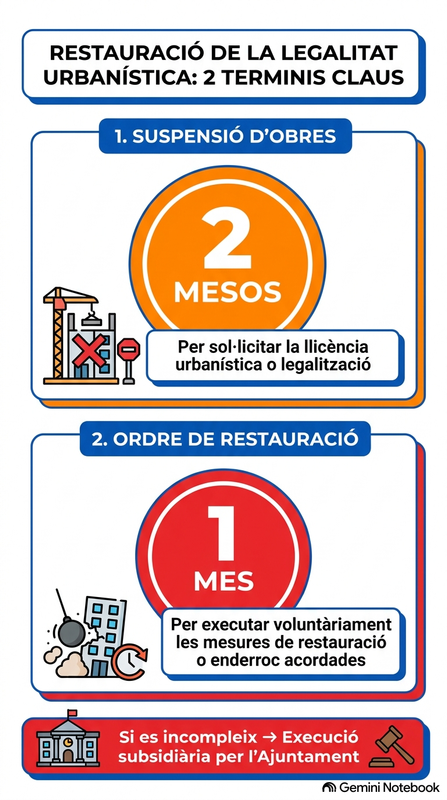 RESTAURACIÓ DE LA LEGALITAT
URBANÍSTICA: 2 TERMINIS CLAUS
1. SUSPENSIÓ D'OBRES
2
MESOS
Per sol·licitar la llicència
urbanística o legalització
2. ORDRE DE RESTAURACIÓ
1
MES
Per executar voluntàriament
les mesures de restauració
o enderroc acordades
Si es incompleix → Execució
subsidiària per l'Ajuntament
Gemini Notebook